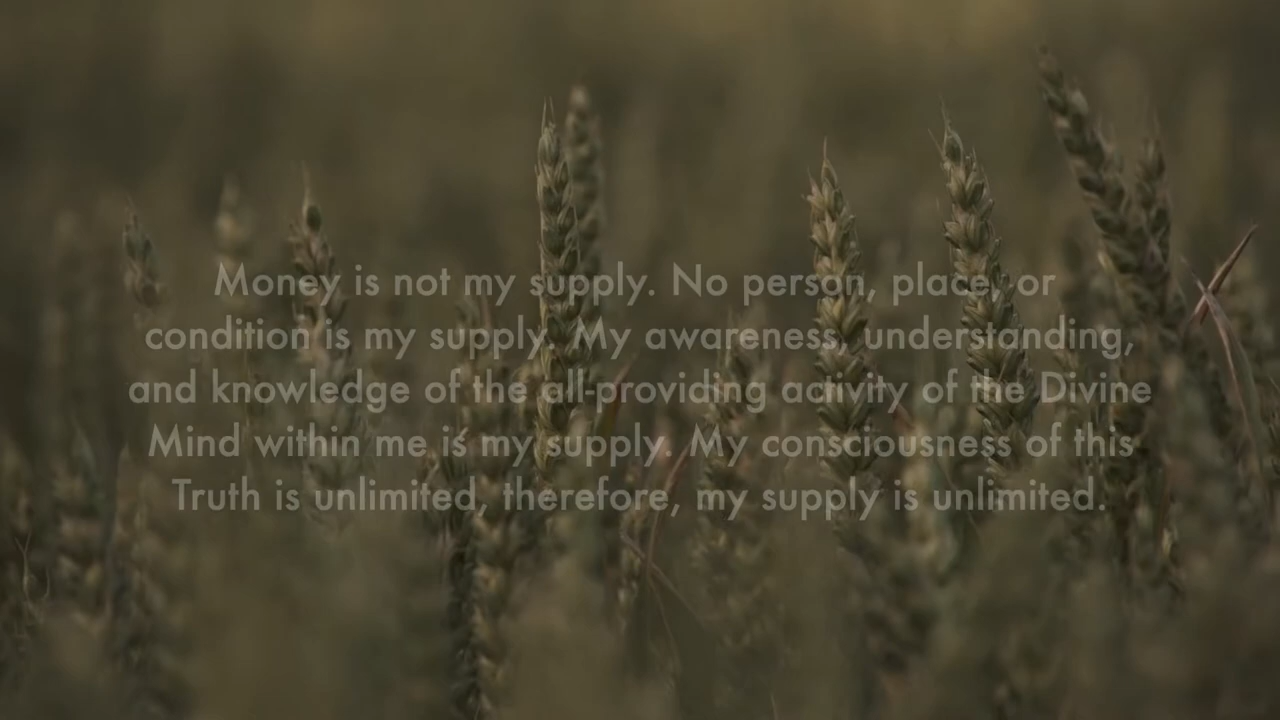 Money is not my supply. No person, place, or
condition is my supply. My awareness, understanding,
and knowledge of the all-providing activity of the Divine
Mind within me is my supply. My consciousness of this
Truth is unlimited, therefore, my supply is unlimited.